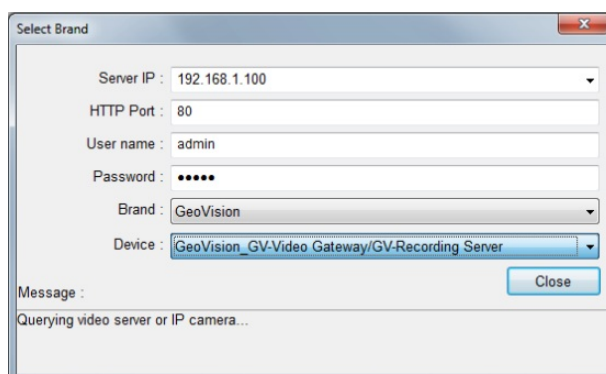 Select Brand
Server IP : 192.168.1.100
HTTP Port : 80
User name : admin
Password : •••••
Brand : GeoVision
Device : GeoVision_GV-Video Gateway/GV-Recording Server
Close
Message :
Querying video server or IP camera...